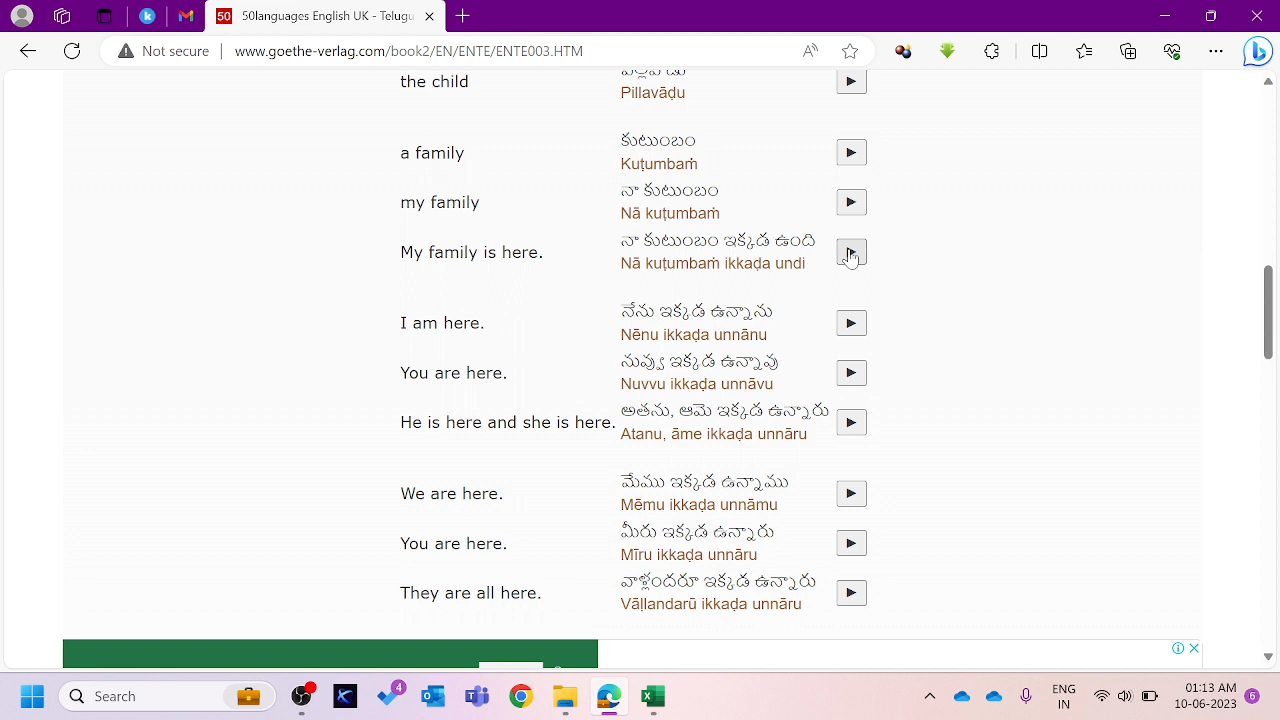 50languages English UK - Telugu
Not secure
www.goethe-verlag.com/book2/EN/ENTE/ENTE003.HTM
the child
Pillavāḍu
కుటుంబం
a family
Kuṭumbaṁ
నా కుటుంబం
my family
Nā kuṭumbaṁ
నా కుటుంబం ఇక్కడ ఉంది
My family is here.
Nā kuṭumbaṁ ikkaḍa undi
నేను ఇక్కడ ఉన్నాను
I am here.
Nēnu ikkaḍa unnānu
నువ్వు ఇక్కడ ఉన్నావు
You are here.
Nuvvu ikkaḍa unnāvu
అతను, ఆమె ఇక్కడ ఉన్నారు
He is here and she is here.
Atanu, āme ikkaḍa unnāru
మేము ఇక్కడ ఉన్నాము
We are here.
Mēmu ikkaḍa unnāmu
మీరు ఇక్కడ ఉన్నారు
You are here.
Mīru ikkaḍa unnāru
వాళ్లందరూ ఇక్కడ ఉన్నారు
They are all here.
Vāḷlandarū ikkaḍa unnāru
Search
4
ENG
IN
01:13 AM
10-06-2023
6